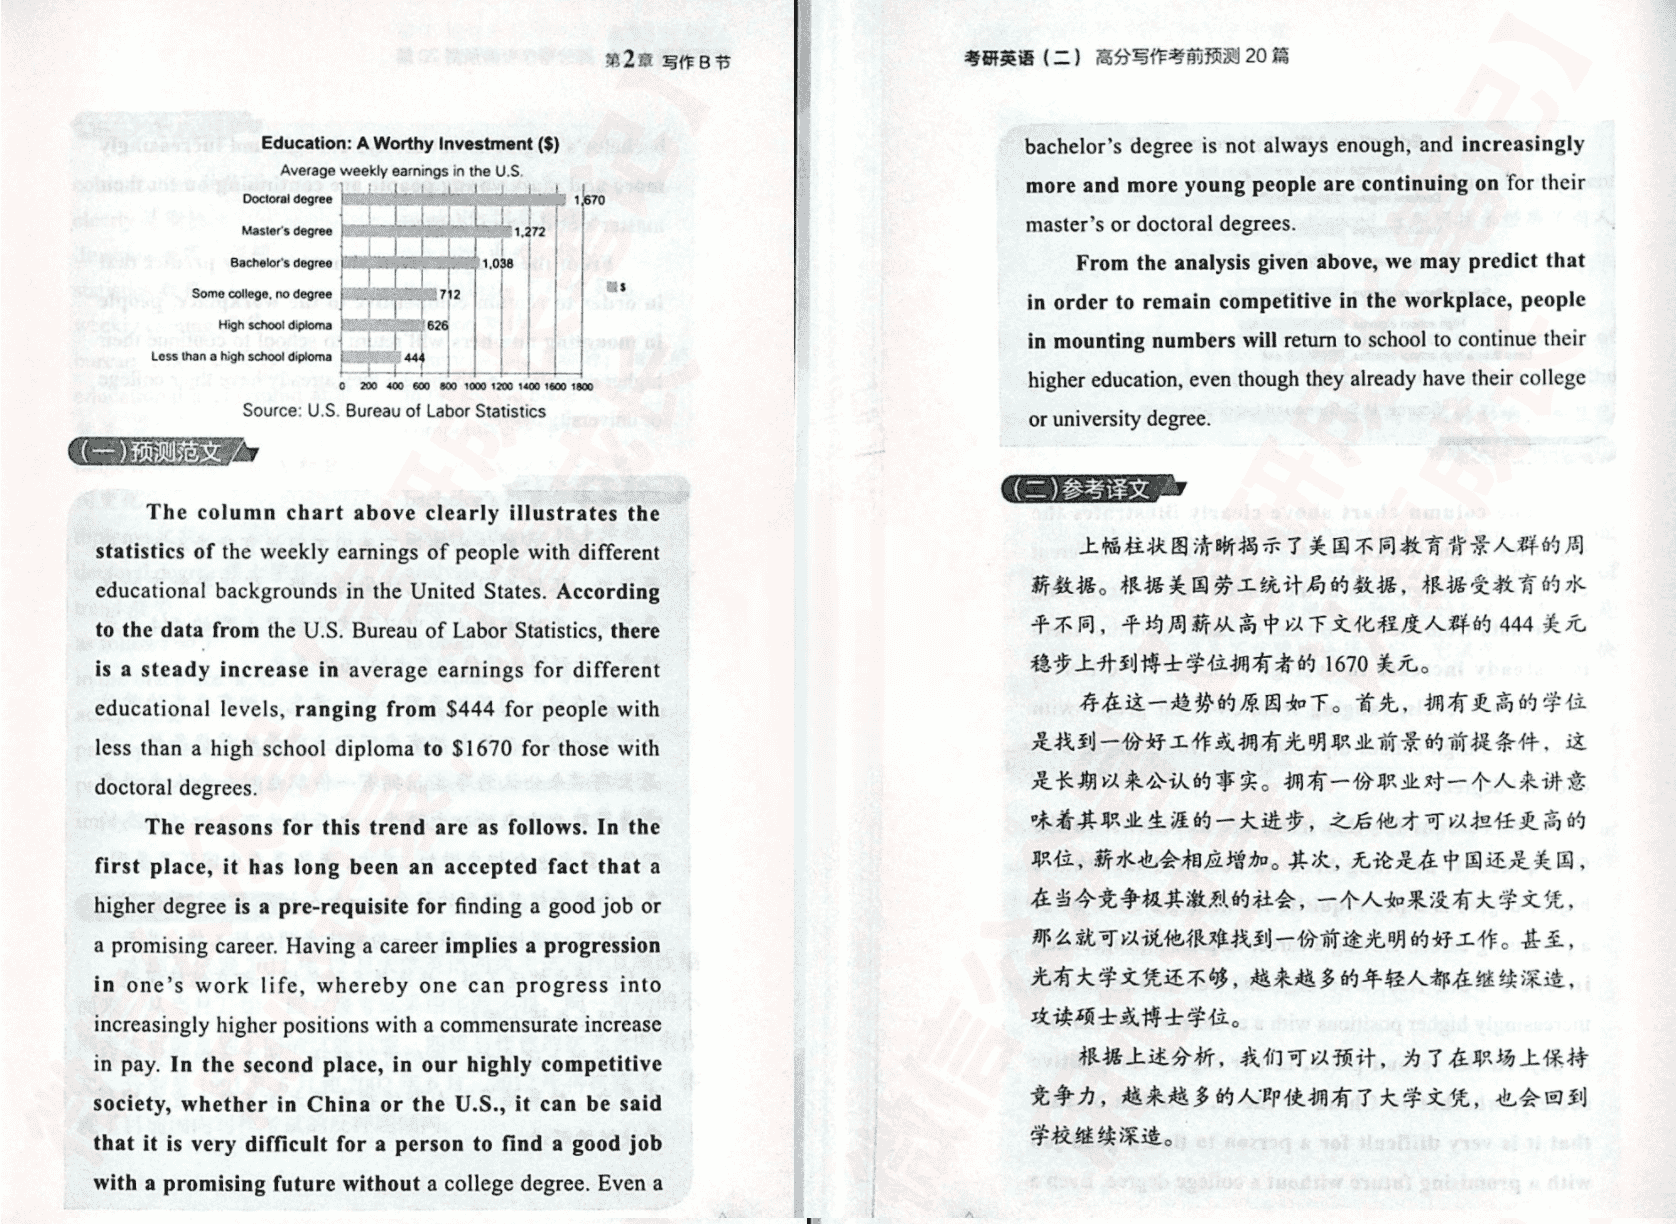 第2章 写作B节
Education: A Worthy Investment ($)
Average weekly earnings in the U.S.
Doctoral degree 1,670
Master's degree 1,272
Bachelor's degree 1,038
Some college, no degree 712
$
High school diploma 626
Less than a high school diploma 444
0 200 400 600 800 1000 1200 1400 1600 1800
Source: U.S. Bureau of Labor Statistics
(一)预测范文
The column chart above clearly illustrates the
statistics of the weekly earnings of people with different
educational backgrounds in the United States. According
to the data from the U.S. Bureau of Labor Statistics, there
is a steady increase in average earnings for different
educational levels, ranging from $444 for people with
less than a high school diploma to $1670 for those with
doctoral degrees.
The reasons for this trend are as follows. In the
first place, it has long been an accepted fact that a
higher degree is a pre-requisite for finding a good job or
a promising career. Having a career implies a progression
in one's work life, whereby one can progress into
increasingly higher positions with a commensurate increase
in pay. In the second place, in our highly competitive
society, whether in China or the U.S., it can be said
that it is very difficult for a person to find a good job
with a promising future without a college degree. Even a
考研英语(二) 高分写作考前预测20篇
bachelor's degree is not always enough, and increasingly
more and more young people are continuing on for their
master's or doctoral degrees.
From the analysis given above, we may predict that
in order to remain competitive in the workplace, people
in mounting numbers will return to school to continue their
higher education, even though they already have their college
or university degree.
(二)参考译文
上幅柱状图清晰揭示了美国不同教育背景人群的周
薪数据。根据美国劳工统计局的数据，根据受教育的水
平不同，平均周薪从高中以下文化程度人群的 444 美元
稳步上升到博士学位拥有者的 1670 美元。
存在这一趋势的原因如下。首先，拥有更高的学位
是找到一份好工作或拥有光明职业前景的前提条件，这
是长期以来公认的事实。拥有一份职业对一个人来讲意
味着其职业生涯的一大进步，之后他才可以担任更高的
职位，薪水也会相应增加。其次，无论是在中国还是美国，
在当今竞争极其激烈的社会，一个人如果没有大学文凭，
那么就可以说他很难找到一份前途光明的好工作。甚至，
光有大学文凭还不够，越来越多的年轻人都在继续深造，
攻读硕士或博士学位。
根据上述分析，我们可以预计，为了在职场上保持
竞争力，越来越多的人即使拥有了大学文凭，也会回到
学校继续深造。